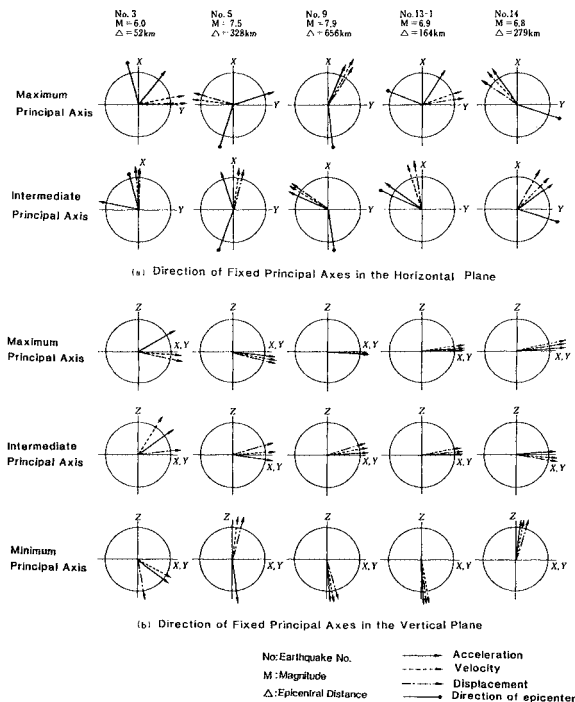 No. 3 No. 5 No. 9 No.13-1 No.14
M = 6.0 M = 7.5 M = 7.9 M = 6.9 M = 6.8
△ = 52km △ = 328km △ = 656km △ = 164km △ = 279km
X X X X X
Maximum
Principal Axis
Y Y Y Y Y
X X X X X
Intermediate
Principal Axis
Y Y Y Y Y
(a) Direction of Fixed Principal Axes in the Horizontal Plane
Z Z Z Z Z
Maximum
Principal Axis
X,Y X,Y X,Y X,Y X,Y
Z Z Z Z Z
Intermediate
Principal Axis
X,Y X,Y X,Y X,Y X,Y
Z Z Z Z Z
Minimum
Principal Axis
X,Y X,Y X,Y X,Y X,Y
(b) Direction of Fixed Principal Axes in the Vertical Plane
No: Earthquake No.
M : Magnitude
△ : Epicentral Distance
Acceleration
Velocity
Displacement
Direction of epicenter